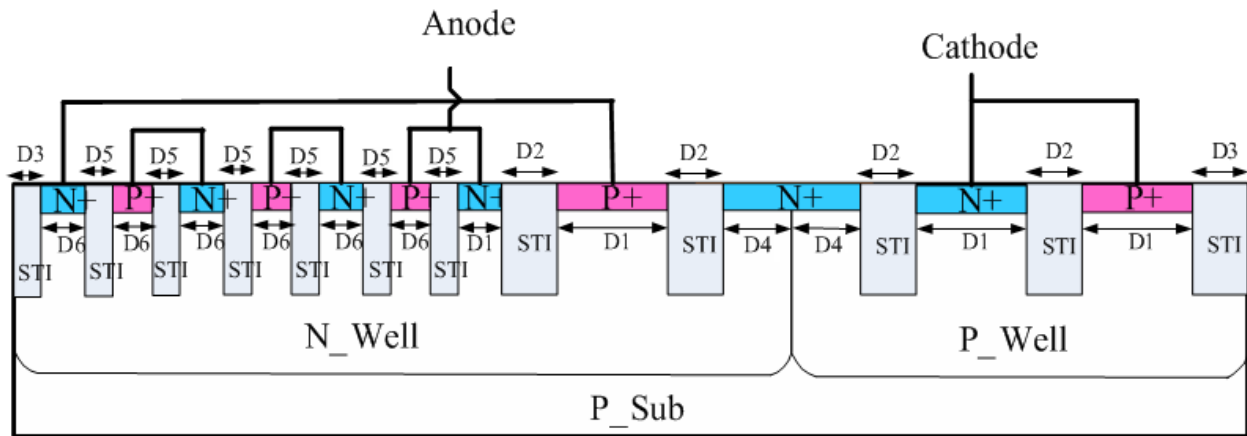 Anode
Cathode
D3 D5 D5 D5 D5 D5 D5 D2 D2 D2 D2 D3
N+ P+ N+ P+ N+ P+ N+ P+ N+ N+ P+
D6 D6 D6 D6 D6 D6 D1 STI D1 STI D4 D4 STI D1 STI D1 STI
STI STI STI STI STI STI STI
N_Well
P_Well
P_Sub